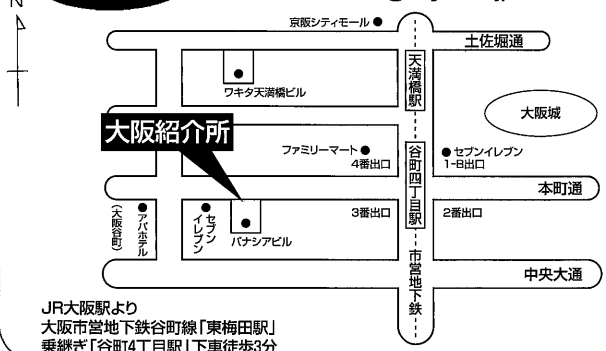 N
京阪シティモール
土佐堀通
天満橋駅
ワキタ天満橋ビル
大阪城
大阪紹介所
ファミリーマート
4番出口
谷町四丁目駅
セブンイレブン
1-B出口
本町通
アパホテル
(大阪谷町)
セブン
イレブン
パナシアビル
3番出口
2番出口
市営地下鉄
中央大通
JR大阪駅より
大阪市営地下鉄谷町線「東梅田駅」
乗継ぎ「谷町4丁目駅」下車徒歩3分